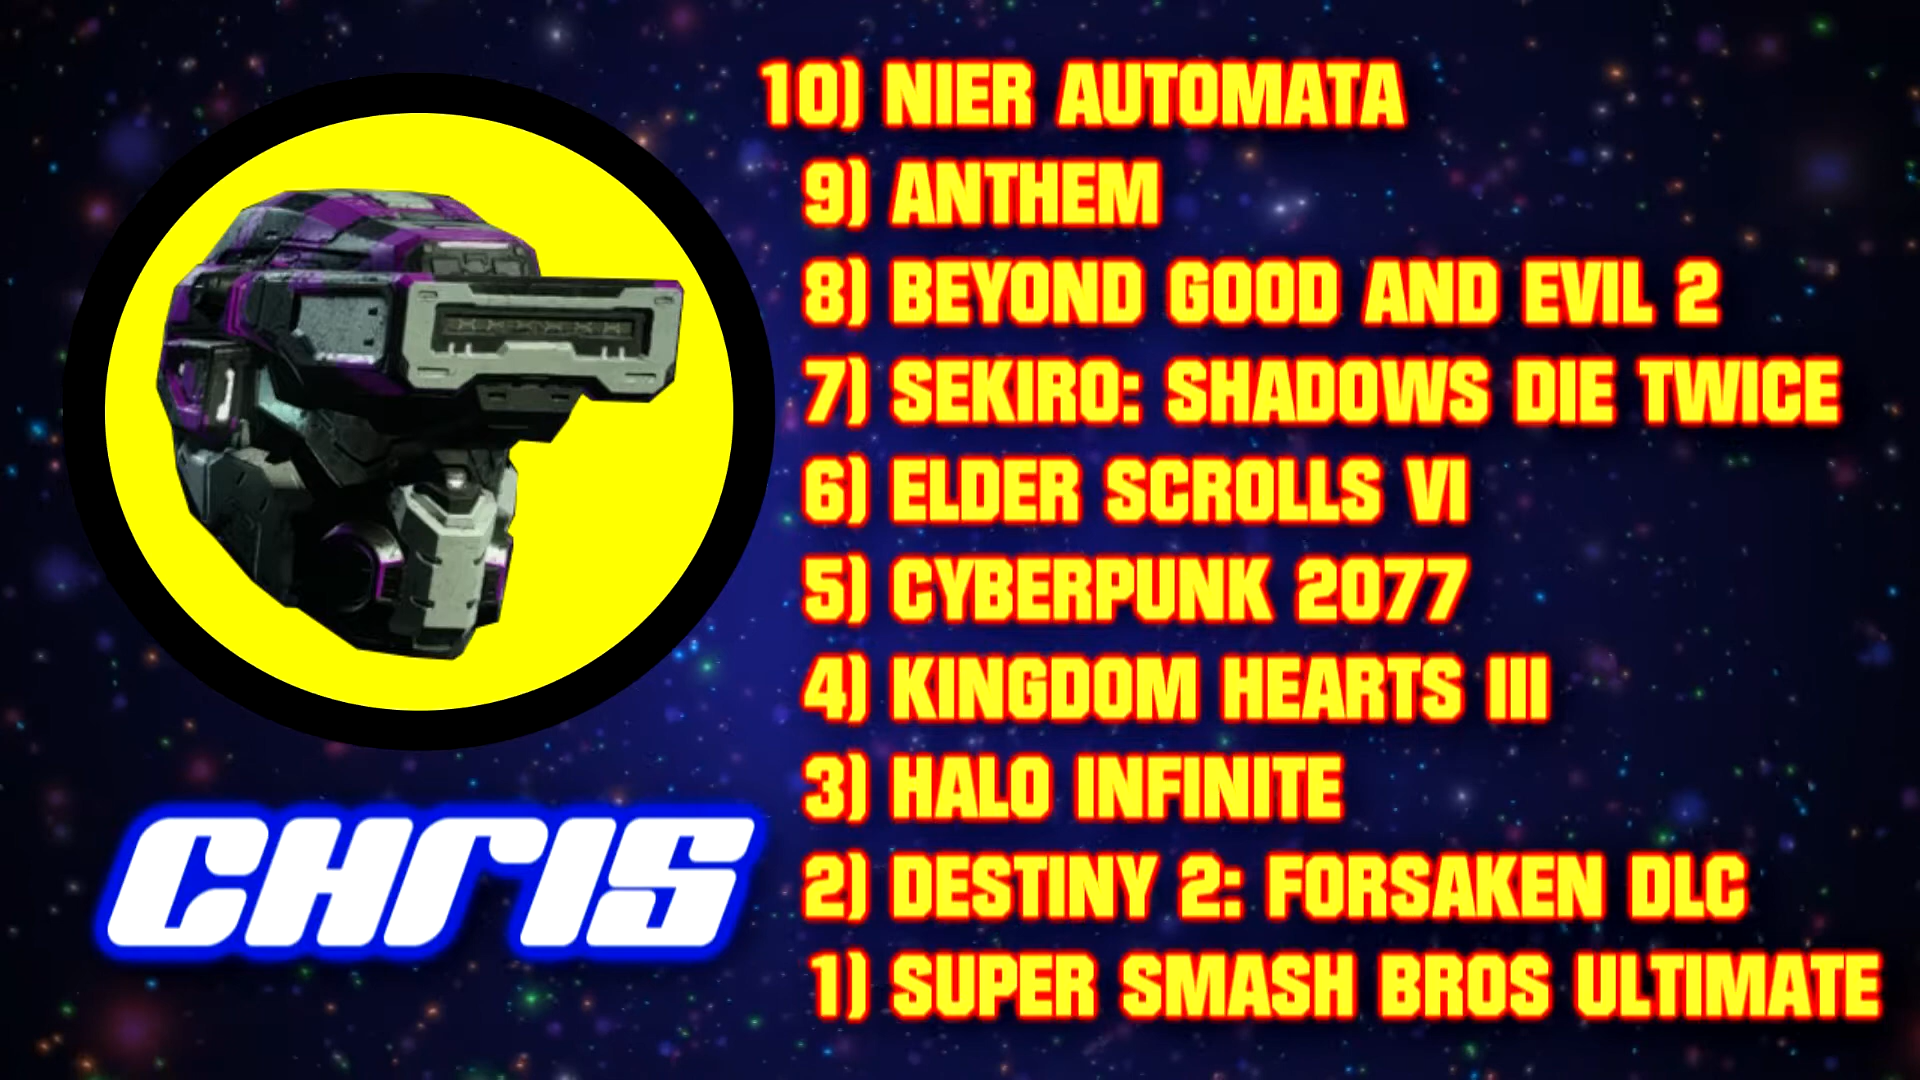 10) NIER AUTOMATA
9) ANTHEM
8) BEYOND GOOD AND EVIL 2
7) SEKIRO: SHADOWS DIE TWICE
6) ELDER SCROLLS VI
5) CYBERPUNK 2077
4) KINGDOM HEARTS III
3) HALO INFINITE
2) DESTINY 2: FORSAKEN DLC
1) SUPER SMASH BROS ULTIMATE
CHRIS